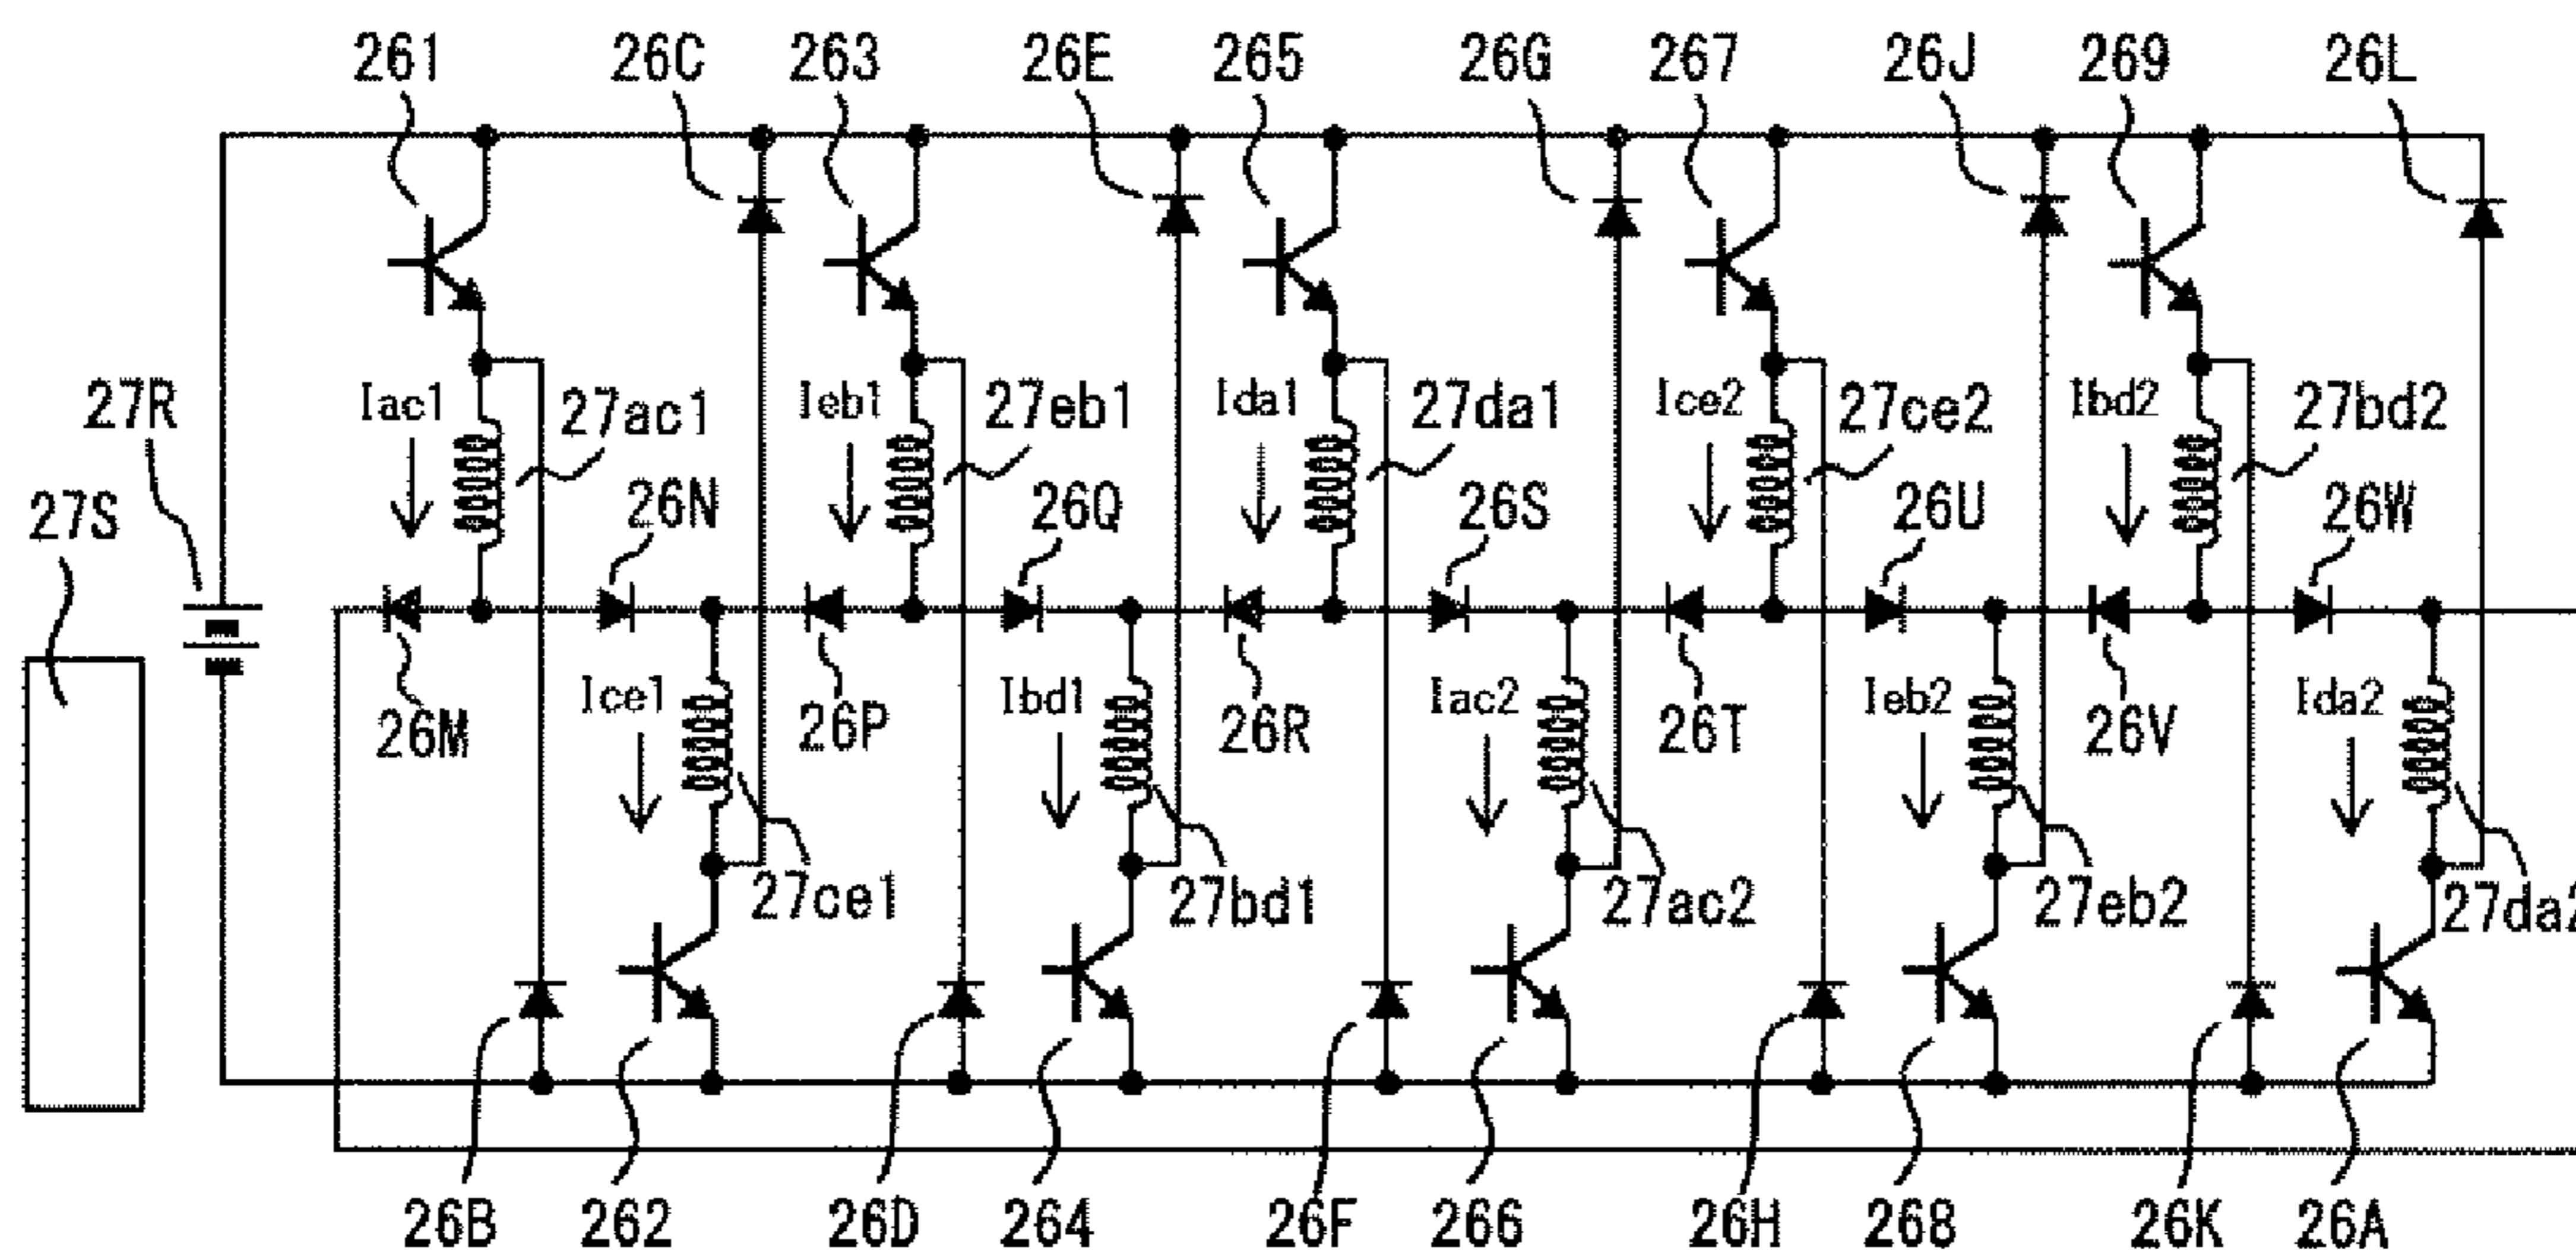 261 26C 263 26E 265 26G 267 26J 269 26L
27R Iac1 27ac1 Ieb1 27eb1 Ida1 27da1 Ice2 27ce2 Ibd2 27bd2
27S 26N 26Q 26S 26U 26W
26M Ice1 26P Ibd1 26R Iac2 26T Ieb2 26V Ida2
27ce1 27bd1 27ac2 27eb2 27da2
26B 262 26D 264 26F 266 26H 268 26K 26A